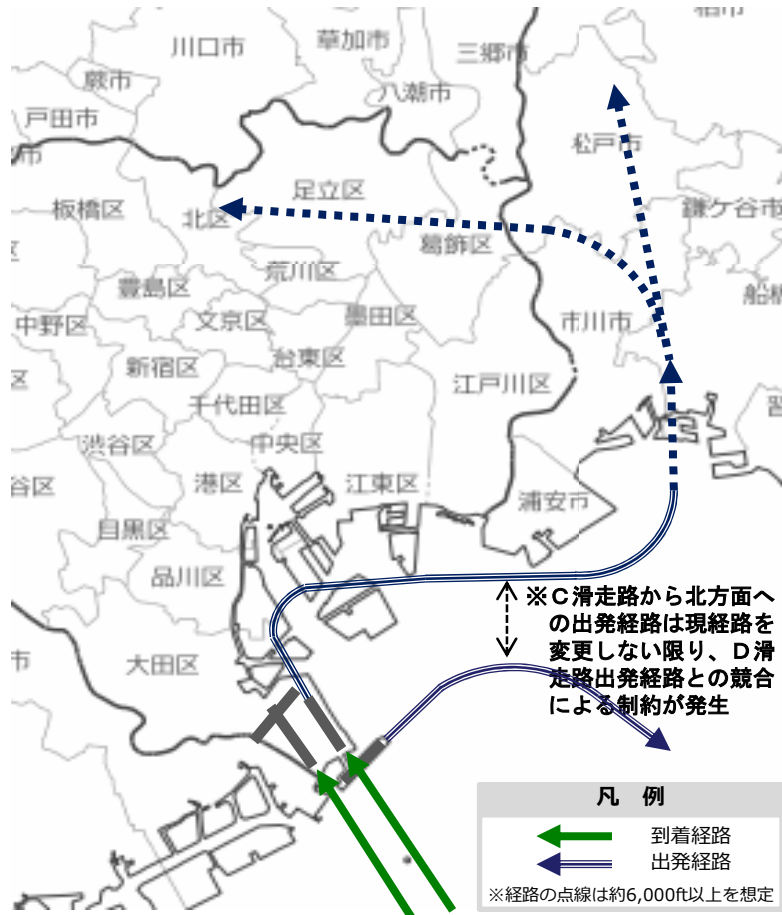 川口市
草加市
三郷市
蕨市
八潮市
戸田市
松戸市
足立区
板橋区
北区
鎌ケ谷市
葛飾区
荒川区
豊島区
船橋
市川市
中野区
文京区
墨田区
新宿区
台東区
江戸川区
千代田区
習
渋谷区
中央区
谷区
港区
江東区
浦安市
目黒区
品川区
※C滑走路から北方面へ
の出発経路は現経路を
変更しない限り、D滑
走路出発経路との競合
による制約が発生
市
大田区
凡 例
到着経路
出発経路
※経路の点線は約6,000ft以上を想定